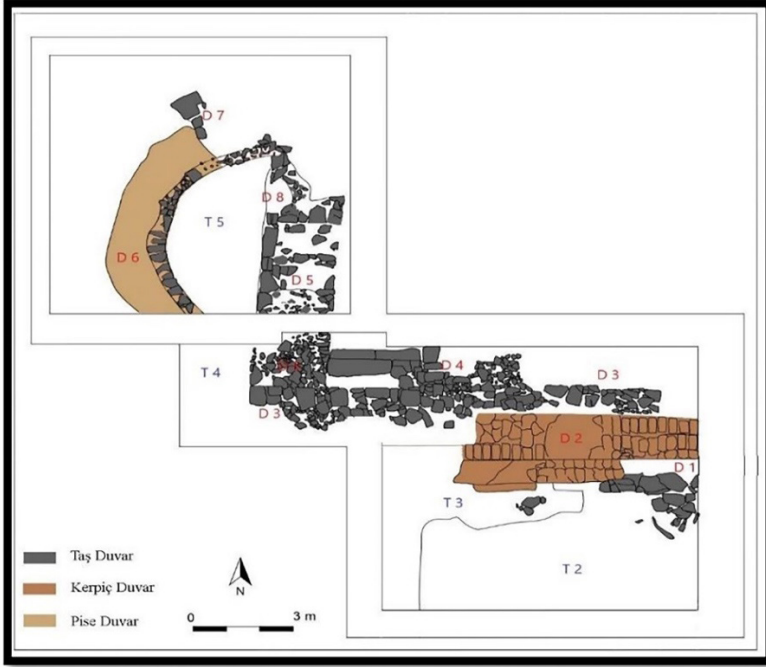 D 7
D 8
T 5
D 6
D 5
T 4
D 4
D 3
D 3
D 2
D 1
T 3
T 2
Taş Duvar
Kerpiç Duvar
Pise Duvar
N
0 3 m